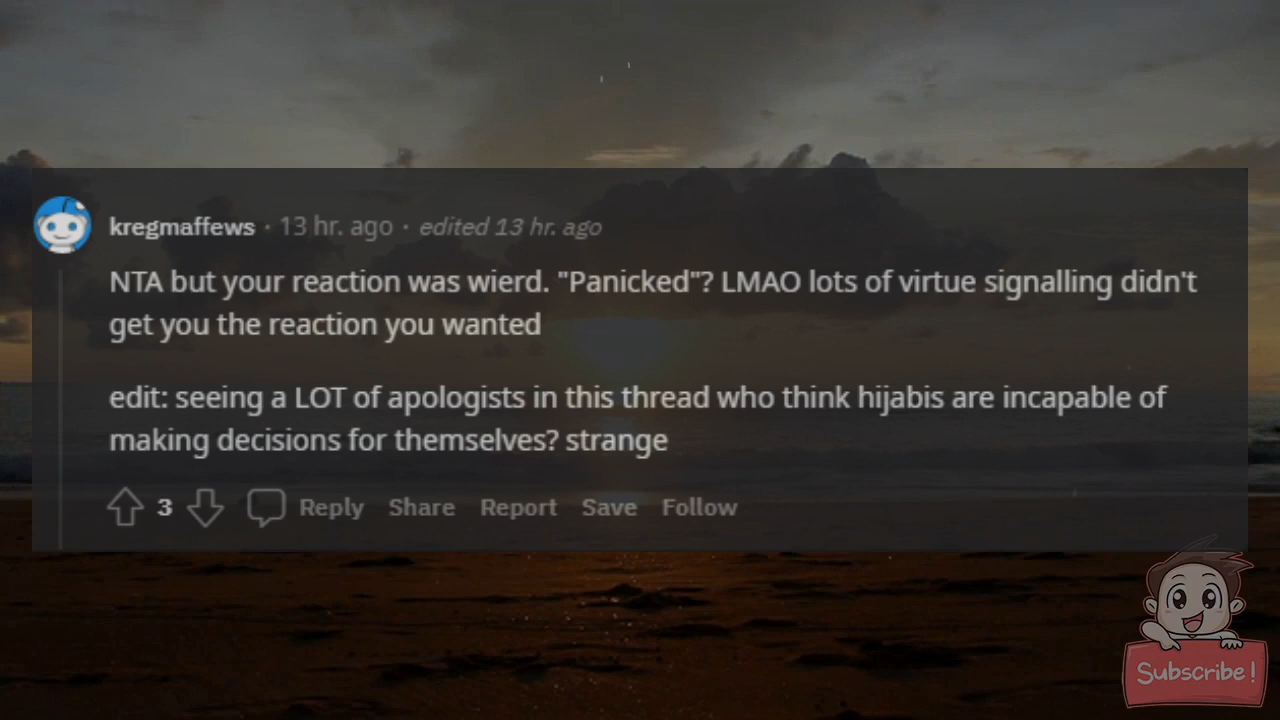 kregmaffews · 13 hr. ago · edited 13 hr. ago
NTA but your reaction was wierd. "Panicked"? LMAO lots of virtue signalling didn't
get you the reaction you wanted
edit: seeing a LOT of apologists in this thread who think hijabis are incapable of
making decisions for themselves? strange
3 Reply Share Report Save Follow
Subscribe!